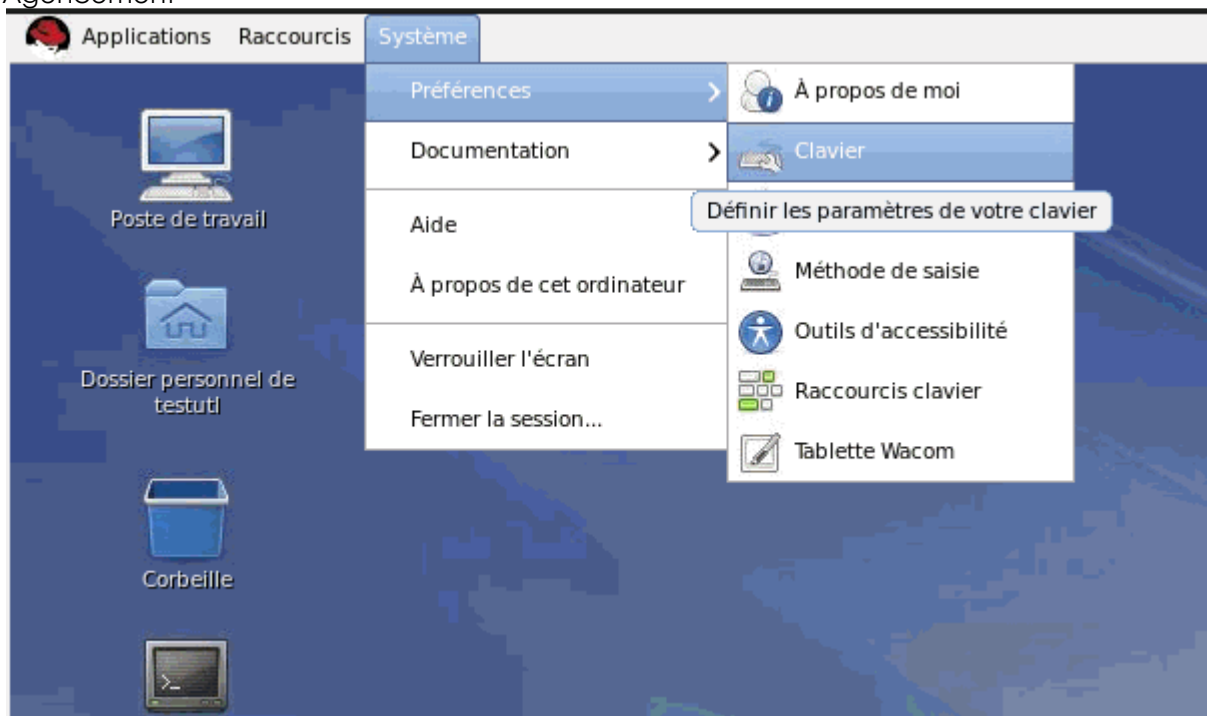 Agencement
Applications Raccourcis Système
Préférences
À propos de moi
Documentation
Clavier
Définir les paramètres de votre clavier
Aide
Méthode de saisie
À propos de cet ordinateur
Outils d'accessibilité
Verrouiller l'écran
Raccourcis clavier
Fermer la session...
Tablette Wacom
Poste de travail
Dossier personnel de
testutl
Corbeille
>_